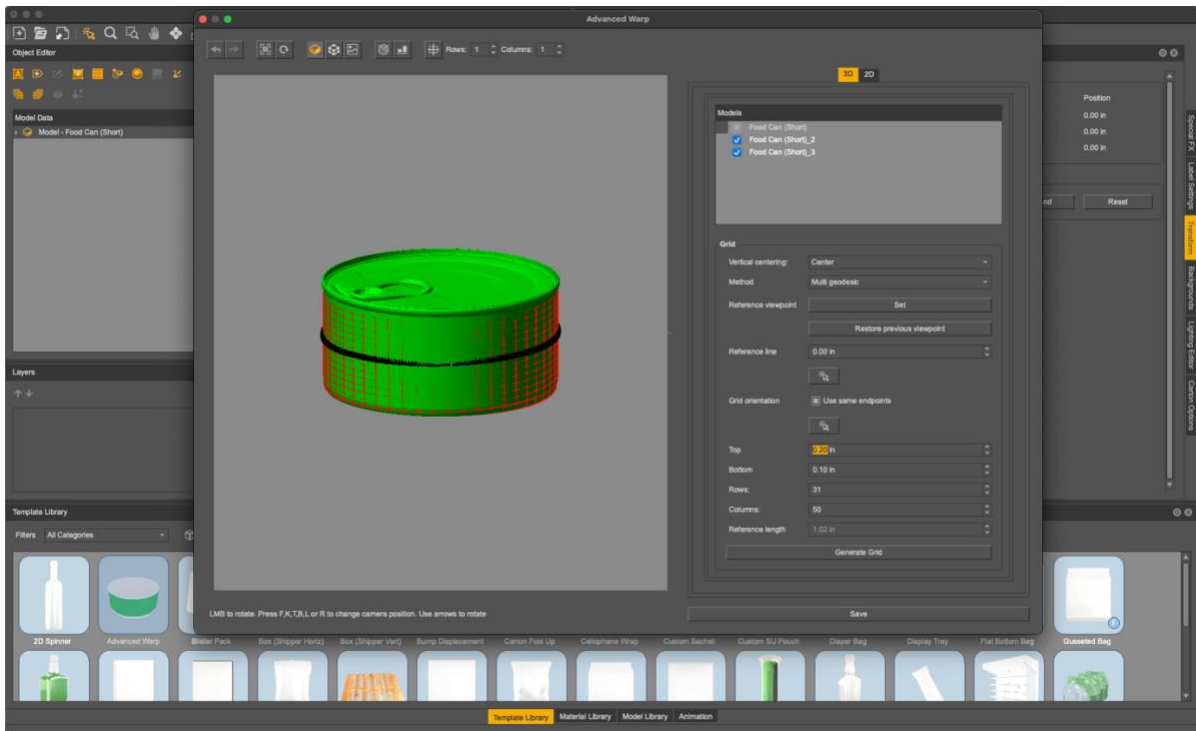 Advanced Warp
Object Editor
Rows: 1 Columns: 1
3D 2D
Model Data
Model - Food Can (Short)
Models
Food Can (Short)
Food Can (Short)_2
Food Can (Short)_3
Position
0.00 in
0.00 in
0.00 in
nd
Reset
Special FX
Label Settings
Transform
Backgrounds
Lighting Editor
Carton Options
Grid
Vertical centering: Center
Method Multi geodesic
Reference viewpoint Set
Restore previous viewpoint
Reference line 0.00 in
Grid orientation Use same endpoints
Top 0.20 in
Bottom 0.10 in
Rows: 31
Columns: 50
Reference length 1.02 in
Generate Grid
Layers
Template Library
Filters All Categories
LMB to rotate. Press F,K,T,B,L or R to change camera position. Use arrows to rotate
Save
2D Spinner
Advanced Warp
Blister Pack
Box (Shipper Horiz)
Box (Shipper Vert)
Bump Displacement
Carton Fold Up
Cellophane Wrap
Custom Sachet
Custom SU Pouch
Diaper Bag
Display Tray
Flat Bottom Bag
Gusseted Bag
Template Library Material Library Model Library Animation